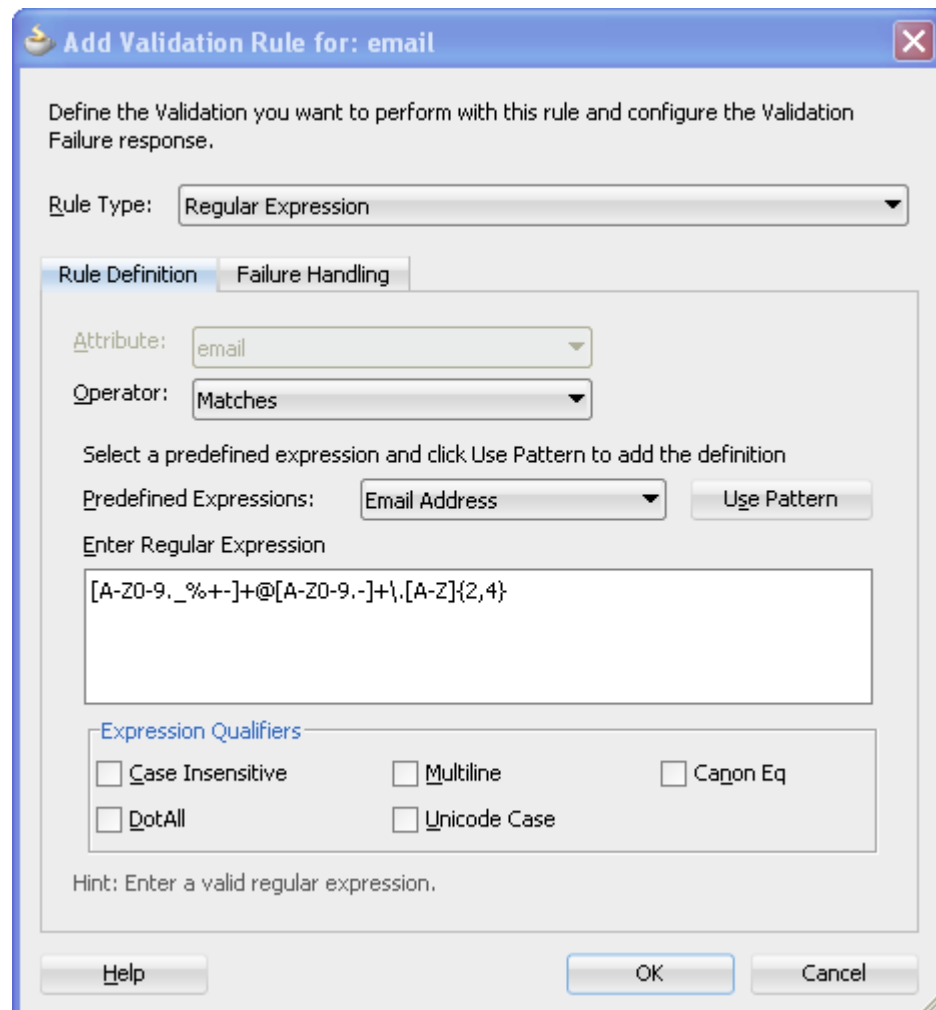 Add Validation Rule for: email
Define the Validation you want to perform with this rule and configure the Validation
Failure response.
Rule Type: Regular Expression
Rule Definition Failure Handling
Attribute: email
Operator: Matches
Select a predefined expression and click Use Pattern to add the definition
Predefined Expressions: Email Address Use Pattern
Enter Regular Expression
[A-Z0-9._%+-]+@[A-Z0-9.-]+\.[A-Z]{2,4}
Expression Qualifiers
Case Insensitive Multiline Canon Eq
DotAll Unicode Case
Hint: Enter a valid regular expression.
Help OK Cancel